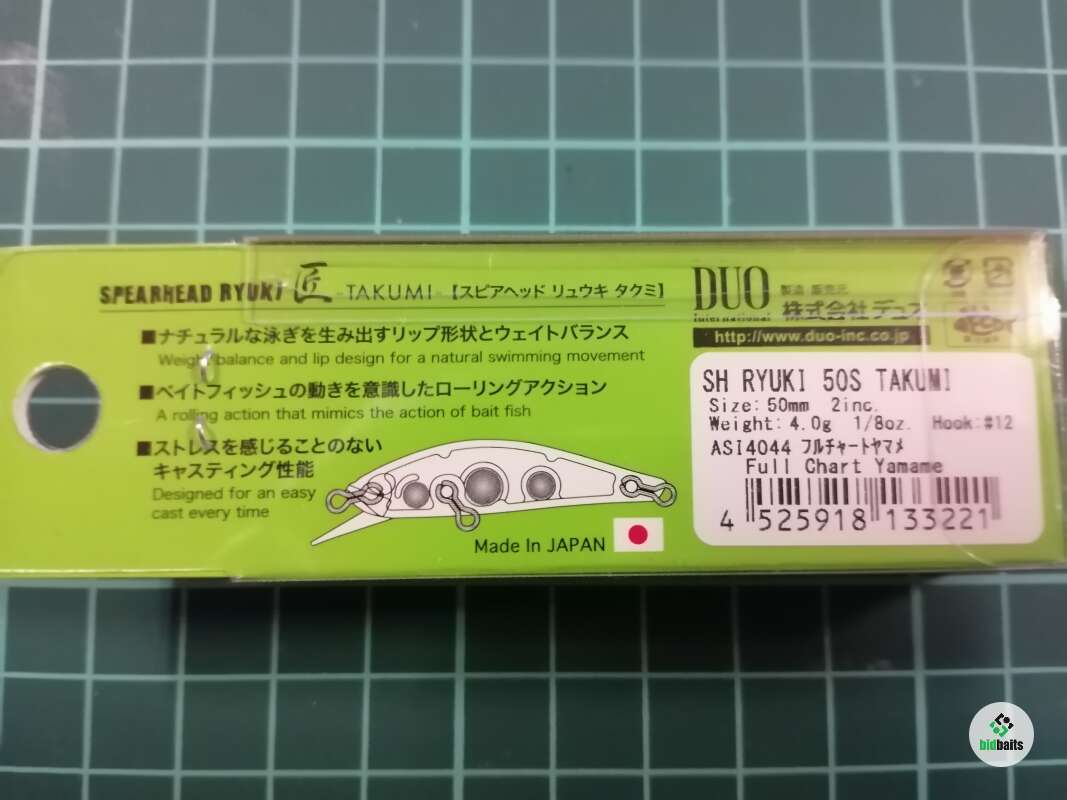 SPEARHEAD RYUKI 匠 -TAKUMI- 【スピアヘッド リュウキ タクミ】
■ナチュラルな泳ぎを生み出すリップ形状とウェイトバランス
Weight balance and lip design for a natural swimming movement
■ベイトフィッシュの動きを意識したローリングアクション
A rolling action that mimics the action of bait fish
■ストレスを感じることのない
キャスティング性能
Designed for an easy
cast every time
Made In JAPAN
DUO
international
製造 販売元
株式会社デュオ
http://www.duo-inc.co.jp
SH RYUKI 50S TAKUMI
Size: 50mm 2inc.
Weight: 4.0g 1/8oz. Hook:#12
ASI4044 フルチャートヤマメ
Full Chart Yamame
4 525918 133221
bidbaits